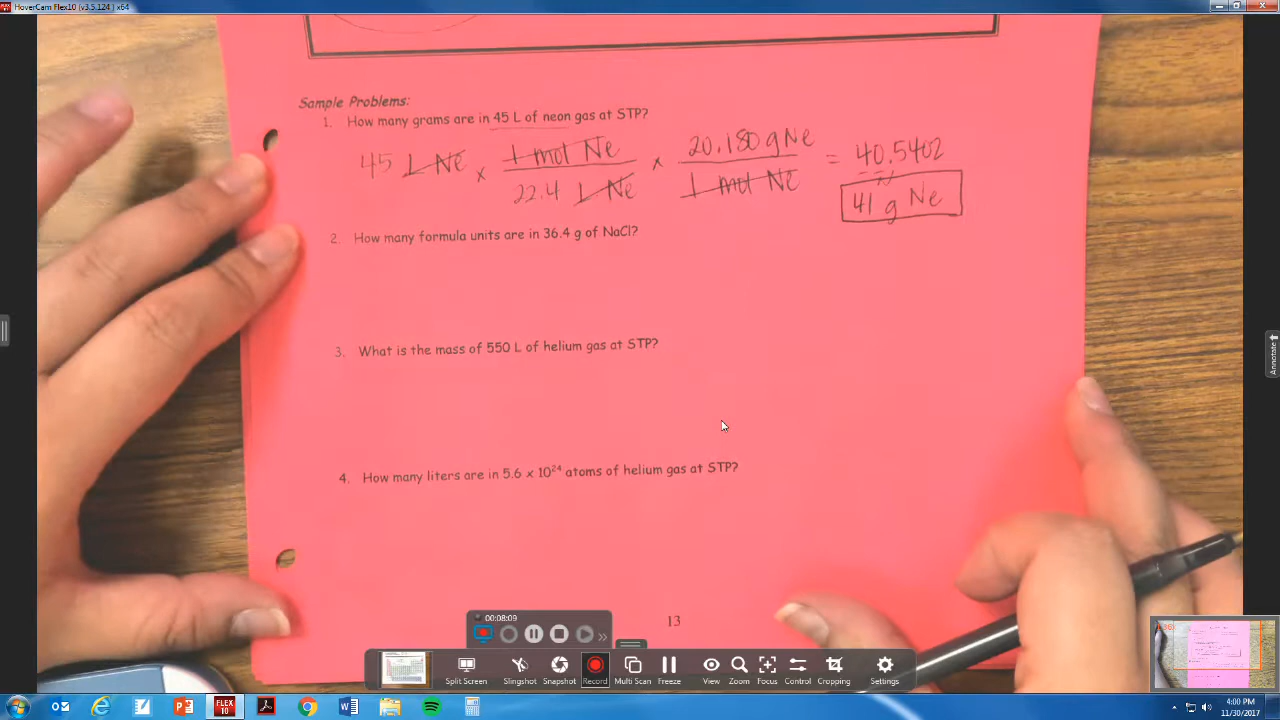 HoverCam Flex10 (v3.5.124 ) x64
Sample Problems:
1. How many grams are in 45 L of neon gas at STP?
45 L Ne x 1 mol Ne / 22.4 L Ne x 20.180 g Ne / 1 mol Ne = 40.5402
41 g Ne
2. How many formula units are in 36.4 g of NaCl?
3. What is the mass of 550 L of helium gas at STP?
4. How many liters are in 5.6 x 10²⁴ atoms of helium gas at STP?
13
Annotate
00:08:09
Split Screen Slingshot Snapshot Record Multi Scan Freeze View Zoom Focus Control Cropping Settings
FLEX 10
4:00 PM
11/30/2017